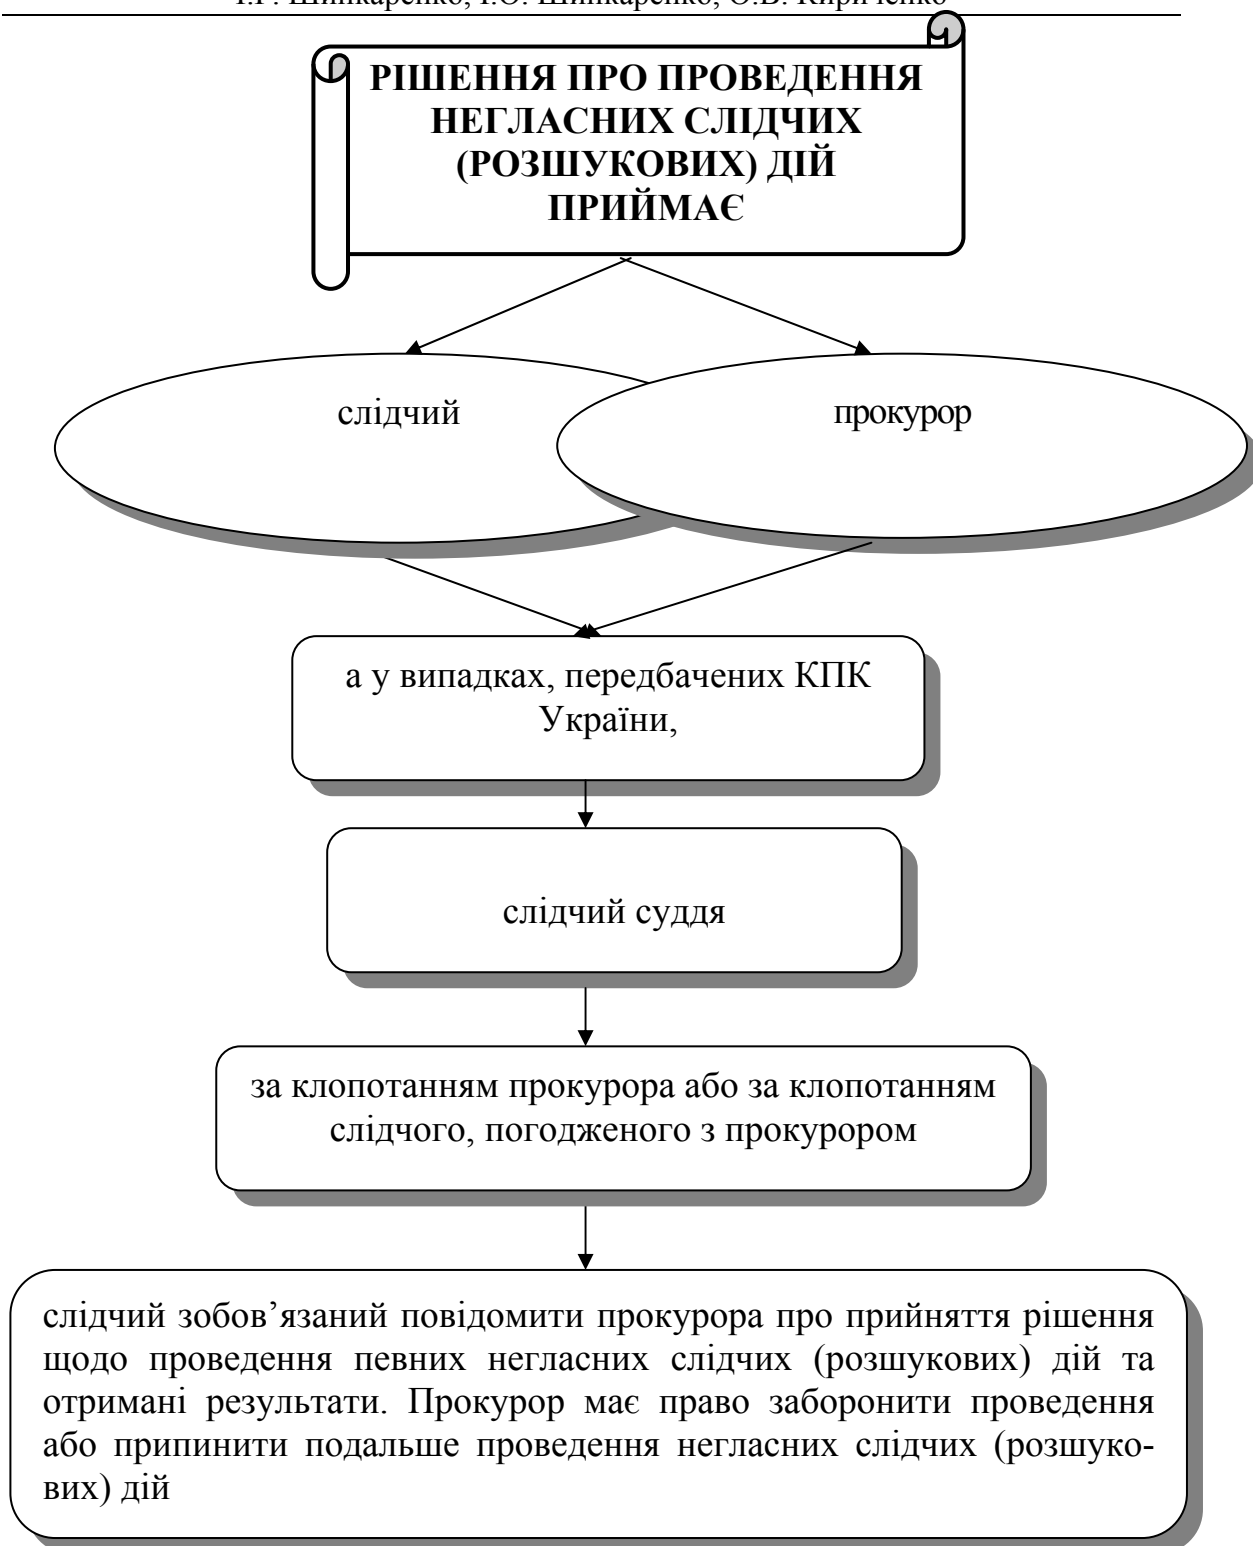 І.Р. Шинкаренко, І.О. Шинкаренко, О.В. Кириченко
РІШЕННЯ ПРО ПРОВЕДЕННЯ
НЕГЛАСНИХ СЛІДЧИХ
(РОЗШУКОВИХ) ДІЙ
ПРИЙМАЄ
слідчий
прокурор
а у випадках, передбачених КПК
України,
слідчий суддя
за клопотанням прокурора або за клопотанням
слідчого, погодженого з прокурором
слідчий зобов’язаний повідомити прокурора про прийняття рішення
щодо проведення певних негласних слідчих (розшукових) дій та
отримані результати. Прокурор має право заборонити проведення
або припинити подальше проведення негласних слідчих (розшуко-
вих) дій